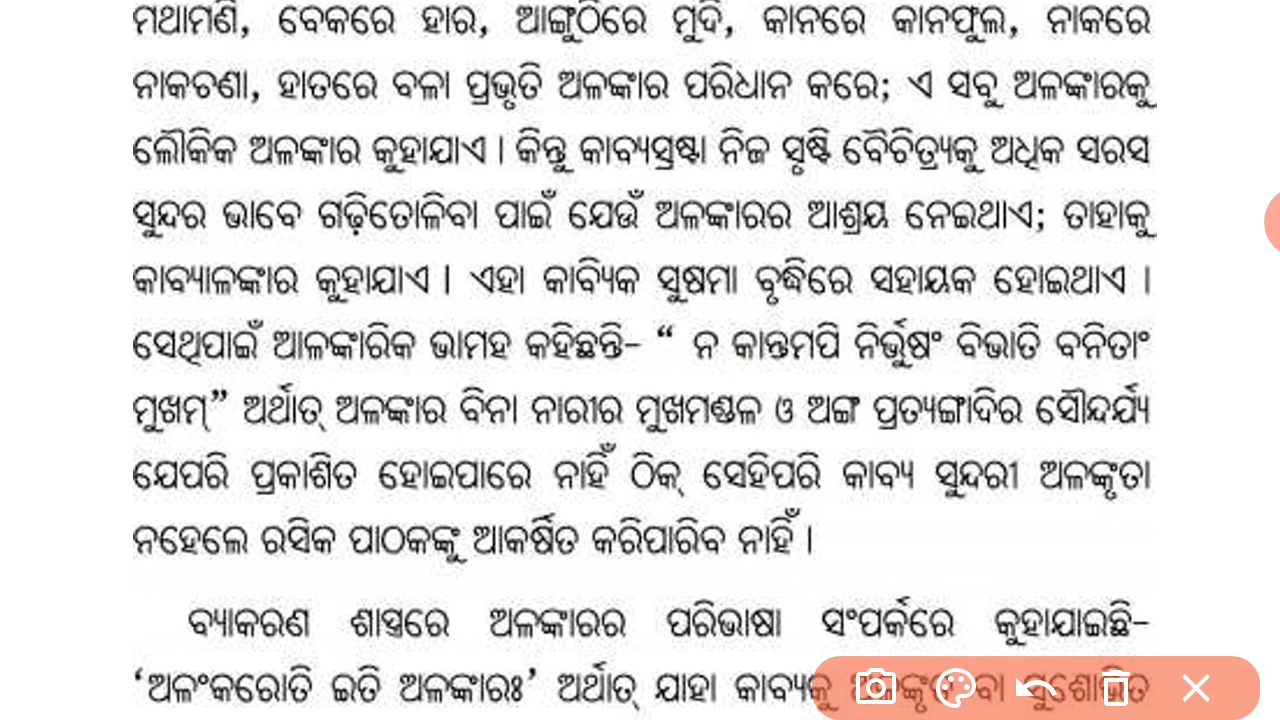 ମଥାମଣି, ବେକରେ ହାର, ଆଙ୍ଗୁଠିରେ ମୁଦି, କାନରେ କାନଫୁଲ, ନାକରେ
ନାକଚଣା, ହାତରେ ବଳା ପ୍ରଭୃତି ଅଳଙ୍କାର ପରିଧାନ କରେ; ଏ ସବୁ ଅଳଙ୍କାରକୁ
ଲୌକିକ ଅଳଙ୍କାର କୁହାଯାଏ । କିନ୍ତୁ କାବ୍ୟସ୍ରଷ୍ଟା ନିଜ ସୃଷ୍ଟି ବୈଚିତ୍ର୍ୟକୁ ଅଧିକ ସରସ
ସୁନ୍ଦର ଭାବେ ଗଢ଼ିତୋଳିବା ପାଇଁ ଯେଉଁ ଅଳଙ୍କାରର ଆଶ୍ରୟ ନେଇଥାଏ; ତାହାକୁ
କାବ୍ୟାଳଙ୍କାର କୁହାଯାଏ । ଏହା କାବ୍ୟିକ ସୁଷମା ବୃଦ୍ଧିରେ ସହାୟକ ହୋଇଥାଏ ।
ସେଥିପାଇଁ ଆଳଙ୍କାରିକ ଭାମହ କହିଛନ୍ତି– “ ନ କାନ୍ତମପି ନିର୍ଭୁଷଂ ବିଭାତି ବନିତାଂ
ମୁଖମ୍” ଅର୍ଥାତ୍ ଅଳଙ୍କାର ବିନା ନାରୀର ମୁଖମଣ୍ଡଳ ଓ ଅଙ୍ଗ ପ୍ରତ୍ୟଙ୍ଗାଦିର ସୌନ୍ଦର୍ଯ୍ୟ
ଯେପରି ପ୍ରକାଶିତ ହୋଇପାରେ ନାହିଁ ଠିକ୍ ସେହିପରି କାବ୍ୟ ସୁନ୍ଦରୀ ଅଳଙ୍କୃତା
ନହେଲେ ରସିକ ପାଠକଙ୍କୁ ଆକର୍ଷିତ କରିପାରିବ ନାହିଁ ।
ବ୍ୟାକରଣ ଶାସ୍ତ୍ରରେ ଅଳଙ୍କାରର ପରିଭାଷା ସଂପର୍କରେ କୁହାଯାଇଛି–
‘ଅଳଂକରୋତି ଇତି ଅଳଙ୍କାରଃ’ ଅର୍ଥାତ୍ ଯାହା କାବ୍ୟକୁ ସୁଶୋଭିତ